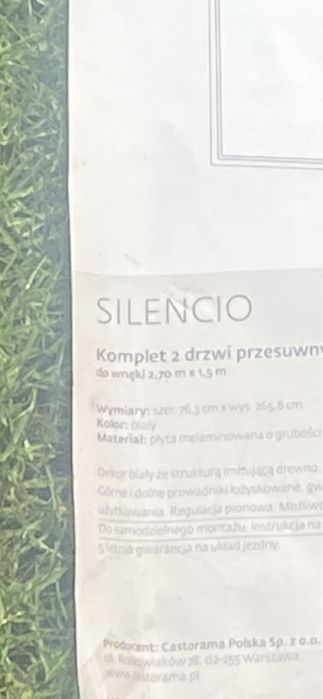 SILENCIO
Komplet 2 drzwi przesuwny
do wnęki 2,70 m x 1,5 m
Wymiary: szer. 76,3 cm x wys. 265,8 cm
Kolor: biały
Materiał: płyta melaminowana o grubości
Dekor biały ze strukturą imitującą drewno.
Górne i dolne prowadniki łożyskowane, gw
użytkowania. Regulacja pionowa. Możliwi
Do samodzielnego montażu, instrukcja na
5 letnia gwarancja na układ jezdny.
Producent: Castorama Polska Sp. z o.o.
ul. Krakowiaków 78, 02-255 Warszawa,
www.castorama.pl